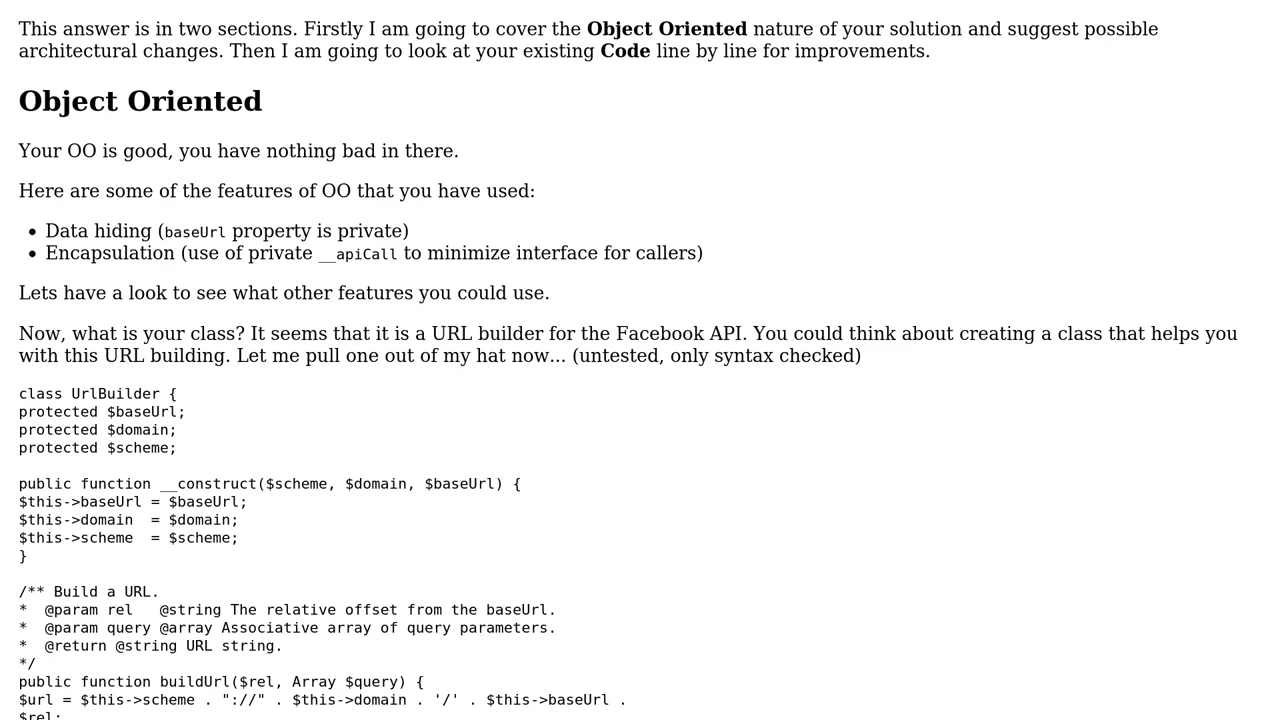 This answer is in two sections. Firstly I am going to cover the Object Oriented nature of your solution and suggest possible
architectural changes. Then I am going to look at your existing Code line by line for improvements.
Object Oriented
Your OO is good, you have nothing bad in there.
Here are some of the features of OO that you have used:
• Data hiding (baseUrl property is private)
• Encapsulation (use of private __apiCall to minimize interface for callers)
Lets have a look to see what other features you could use.
Now, what is your class? It seems that it is a URL builder for the Facebook API. You could think about creating a class that helps you
with this URL building. Let me pull one out of my hat now... (untested, only syntax checked)
class UrlBuilder {
protected $baseUrl;
protected $domain;
protected $scheme;
public function __construct($scheme, $domain, $baseUrl) {
$this->baseUrl = $baseUrl;
$this->domain  = $domain;
$this->scheme  = $scheme;
}
/** Build a URL.
*  @param rel   @string The relative offset from the baseUrl.
*  @param query @array Associative array of query parameters.
*  @return @string URL string.
*/
public function buildUrl($rel, Array $query) {
$url = $this->scheme . "://" . $this->domain . '/' . $this->baseUrl .
$rel;